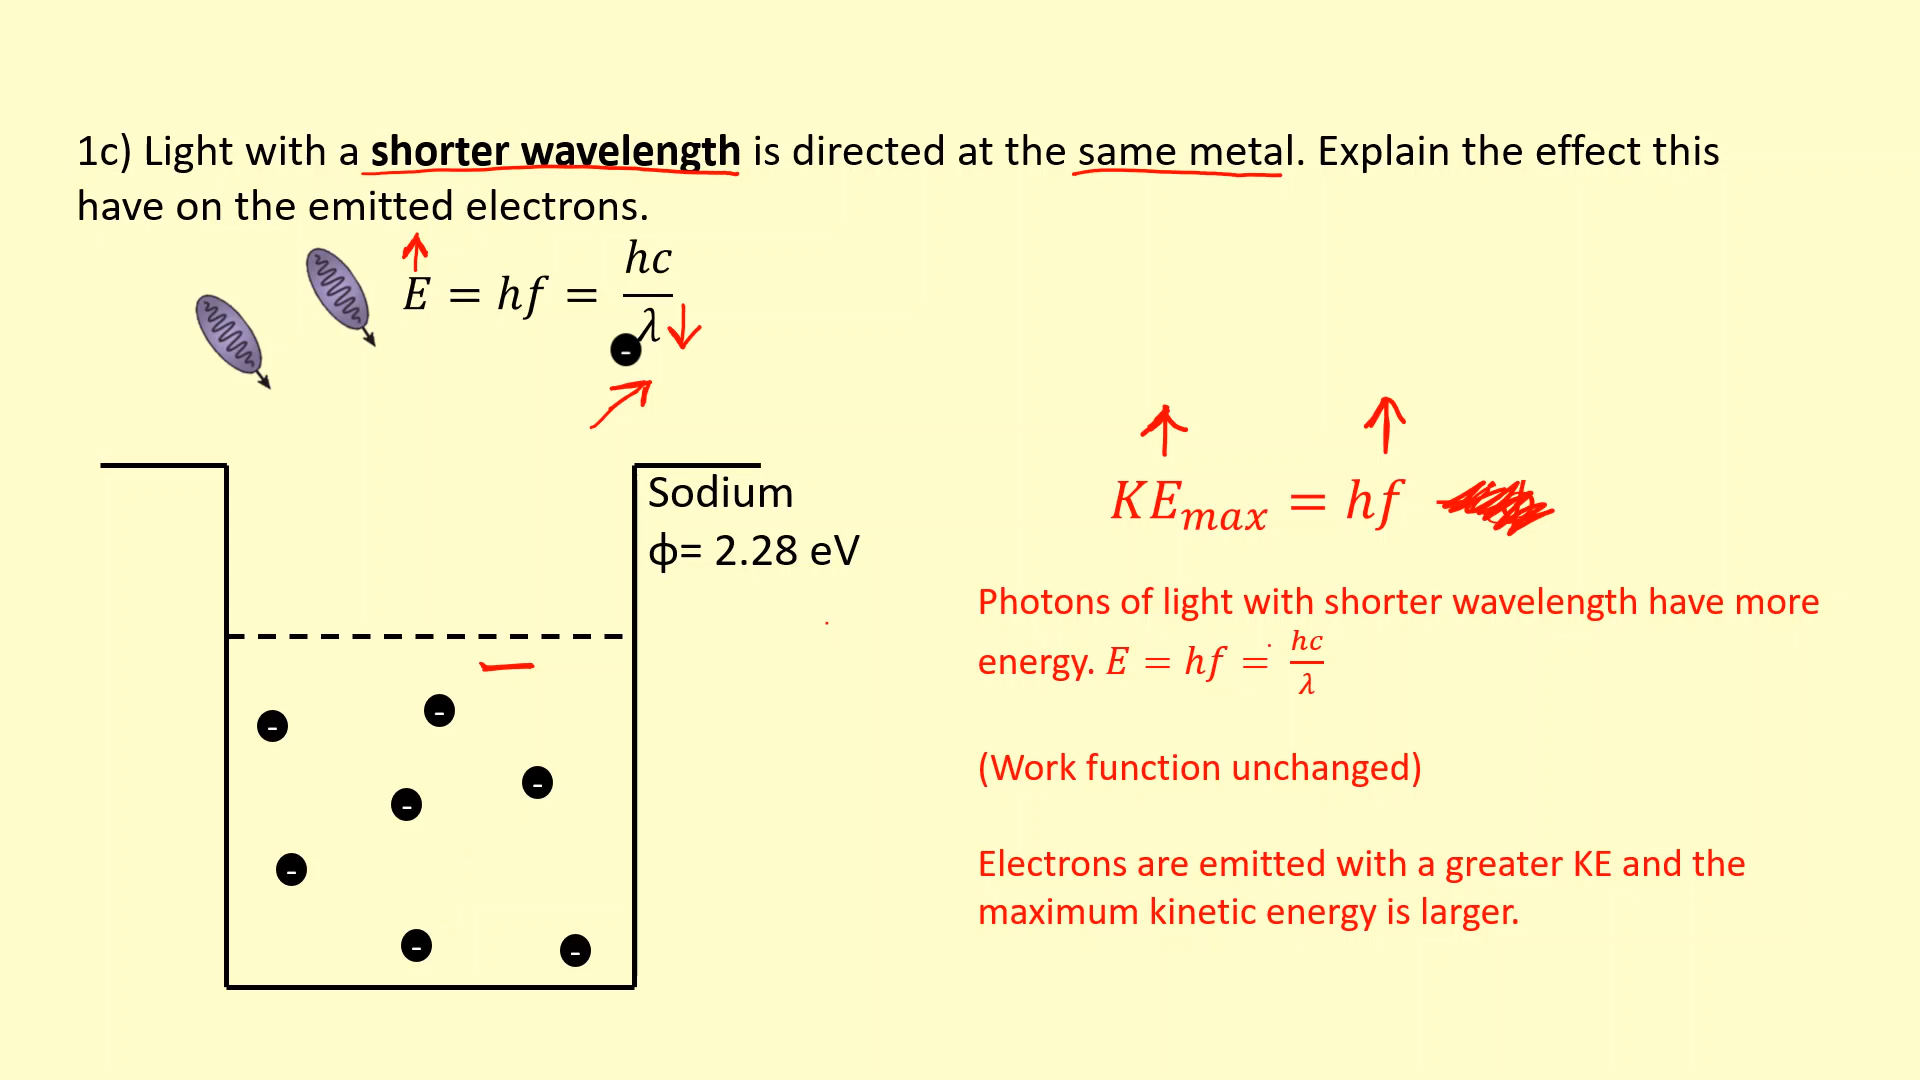 1c) Light with a shorter wavelength is directed at the same metal. Explain the effect this
have on the emitted electrons.
E = hf = hc/λ
-
Sodium
ϕ= 2.28 eV
KEmax = hf
Photons of light with shorter wavelength have more
energy. E = hf = hc/λ
(Work function unchanged)
Electrons are emitted with a greater KE and the
maximum kinetic energy is larger.
-
-
-
-
-
-
-